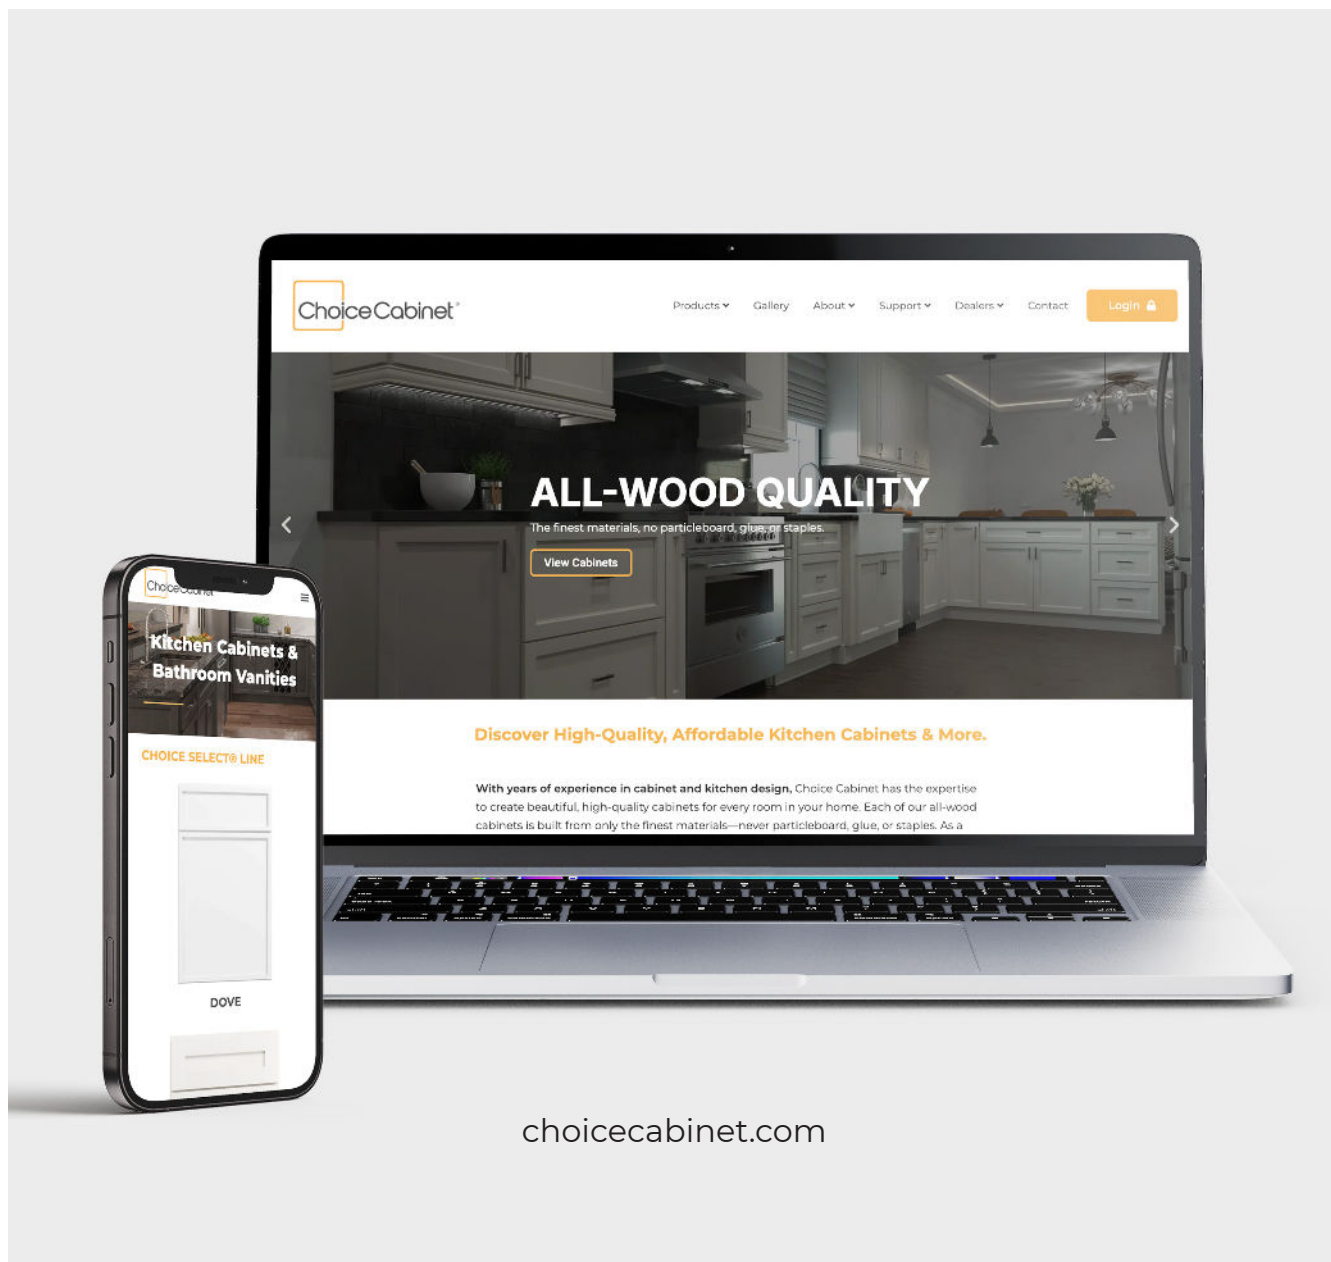 ChoiceCabinet®
Products
Gallery
About
Support
Dealers
Contact
Login
ALL-WOOD QUALITY
The finest materials, no particleboard, glue, or staples.
View Cabinets
Discover High-Quality, Affordable Kitchen Cabinets & More.
With years of experience in cabinet and kitchen design, Choice Cabinet has the expertise
to create beautiful, high-quality cabinets for every room in your home. Each of our all-wood
cabinets is built from only the finest materials—never particleboard, glue, or staples. As a
Kitchen Cabinets &
Bathroom Vanities
CHOICE SELECT® LINE
DOVE
choicecabinet.com